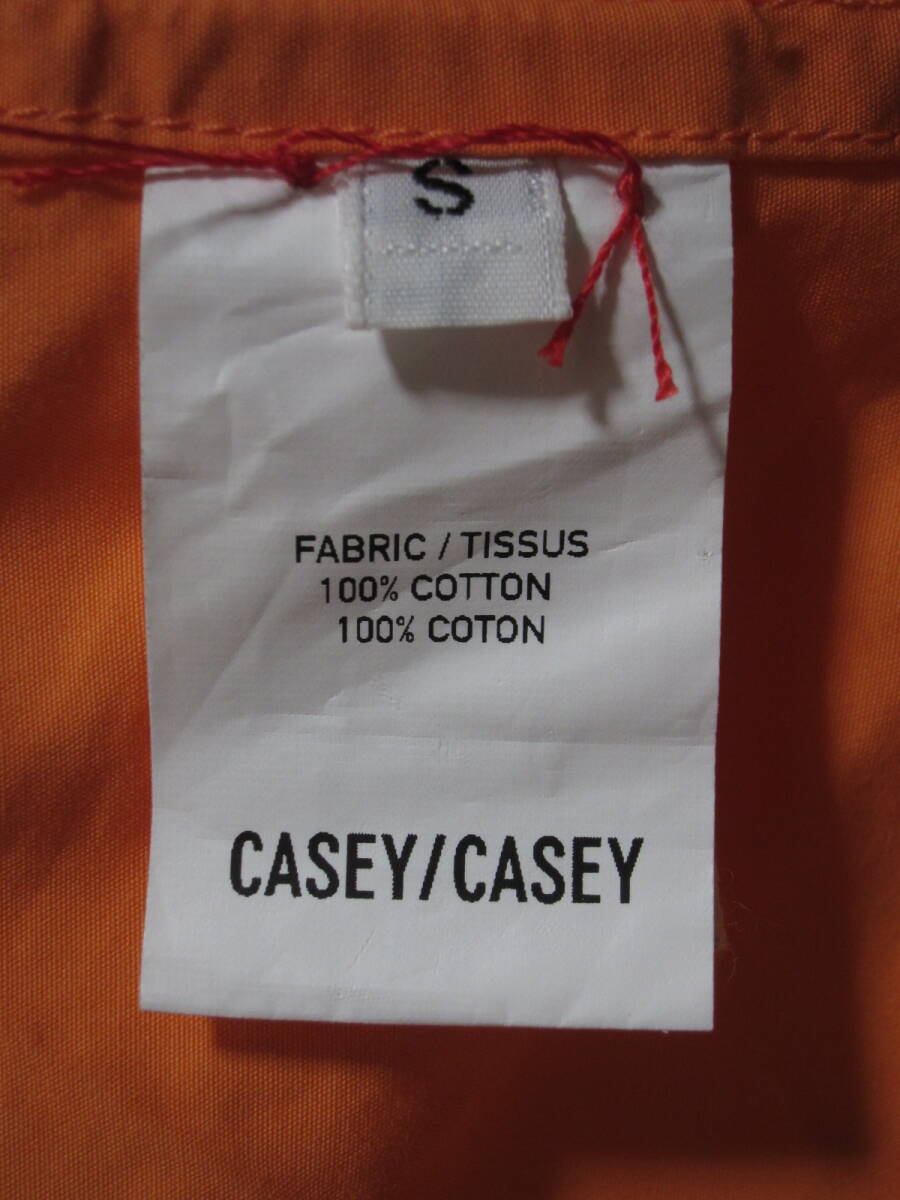 S
FABRIC / TISSUS
100% COTTON
100% COTON
CASEY/CASEY